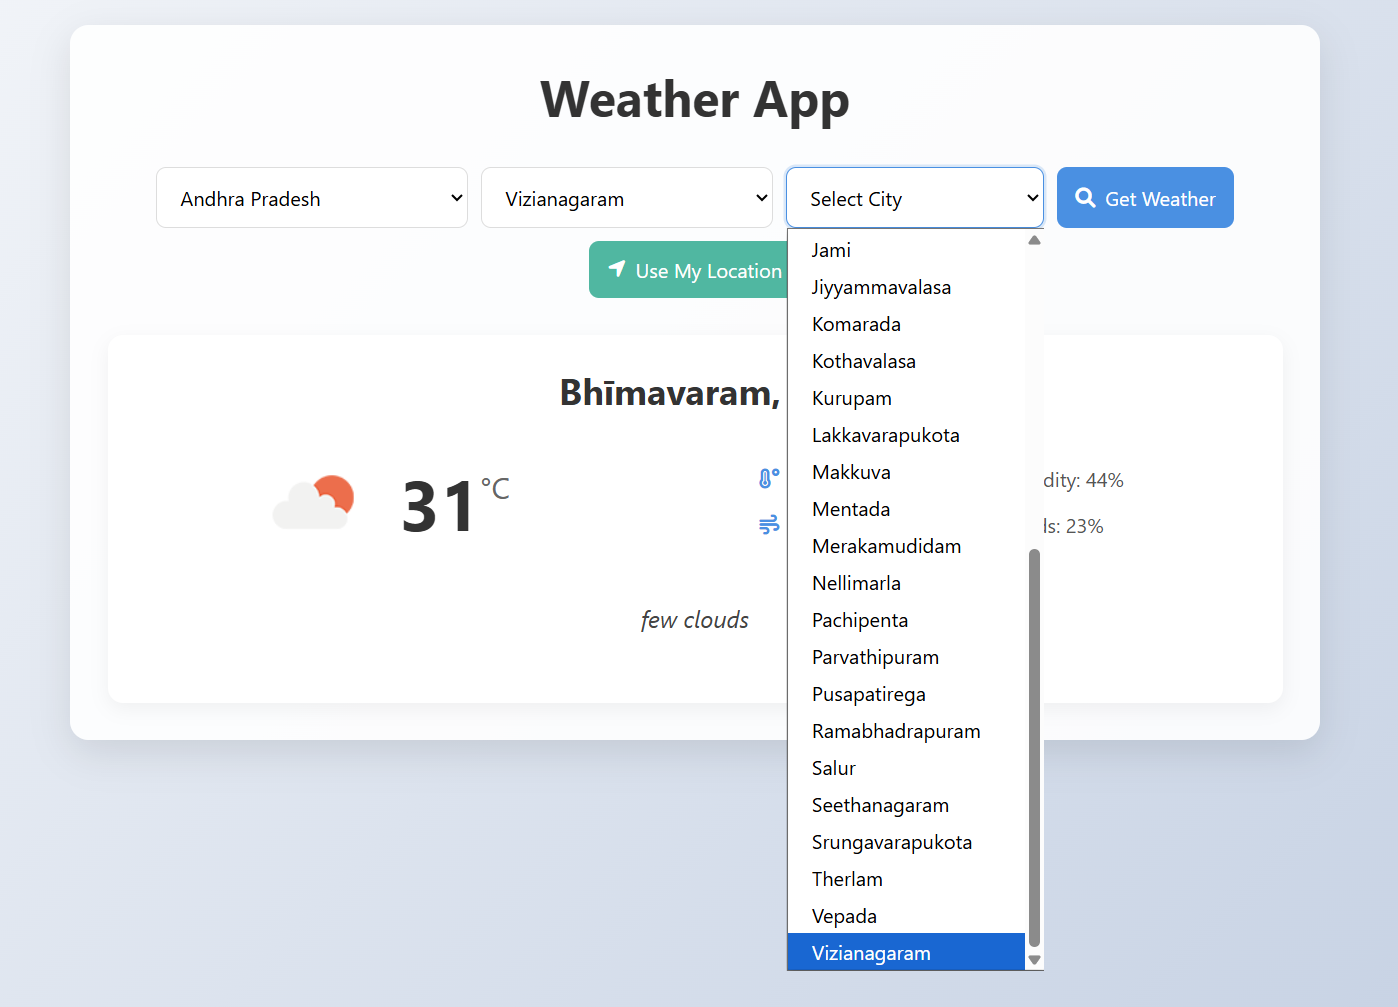 Weather App
Andhra Pradesh
Vizianagaram
Select City
Get Weather
Use My Location
Bhīmavaram,
31 °C
dity: 44%
ls: 23%
few clouds
Jami
Jiyyammavalasa
Komarada
Kothavalasa
Kurupam
Lakkavarapukota
Makkuva
Mentada
Merakamudidam
Nellimarla
Pachipenta
Parvathipuram
Pusapatirega
Ramabhadrapuram
Salur
Seethanagaram
Srungavarapukota
Therlam
Vepada
Vizianagaram